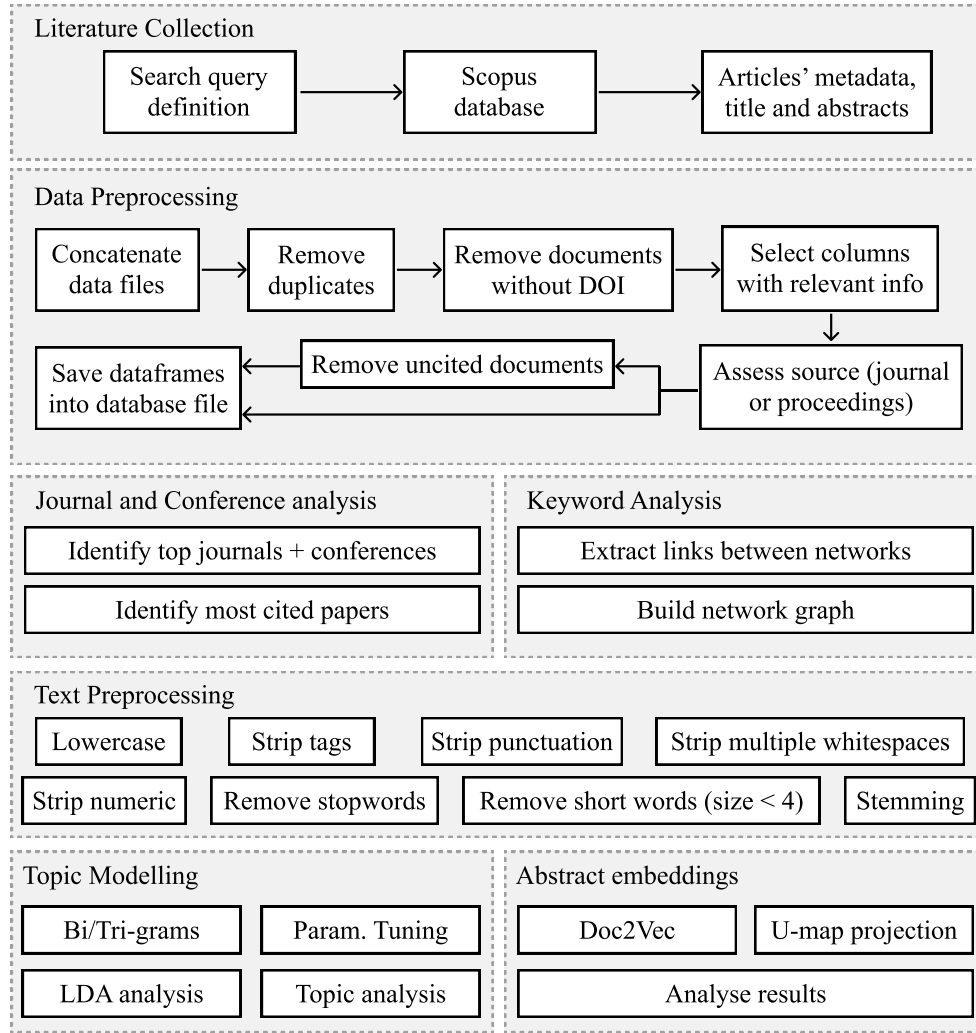 Literature Collection
Search query
definition
Scopus
database
Articles’ metadata,
title and abstracts
Data Preprocessing
Concatenate
data files
Remove
duplicates
Remove documents
without DOI
Select columns
with relevant info
Save dataframes
into database file
Remove uncited documents
Assess source (journal
or proceedings)
Journal and Conference analysis
Identify top journals + conferences
Identify most cited papers
Keyword Analysis
Extract links between networks
Build network graph
Text Preprocessing
Lowercase
Strip tags
Strip punctuation
Strip multiple whitespaces
Strip numeric
Remove stopwords
Remove short words (size < 4)
Stemming
Topic Modelling
Bi/Tri-grams
Param. Tuning
LDA analysis
Topic analysis
Abstract embeddings
Doc2Vec
U-map projection
Analyse results